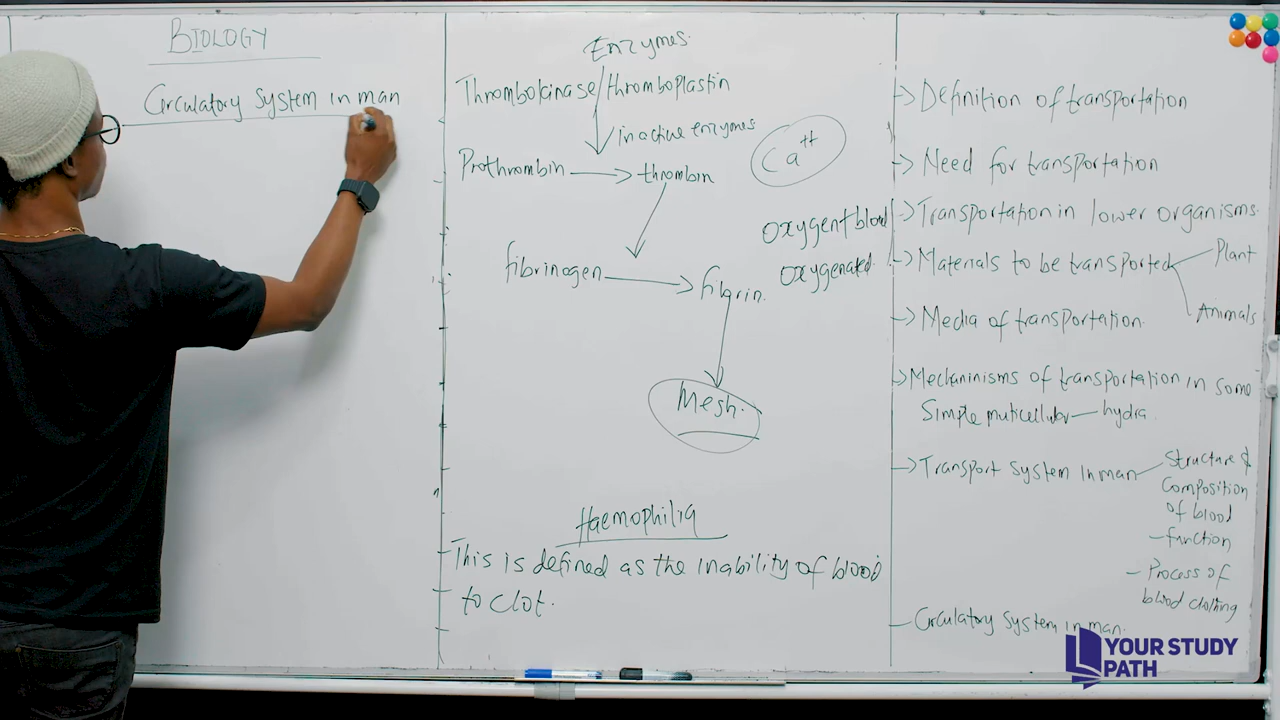 BIOLOGY
Circulatory System in man
Enzymes.
Thrombokinase/thromboplastin
inactive enzymes
Ca++
Prothrombin → thrombin
oxygen+blood
oxygenated.
fibrinogen → fibrin.
Mesh.
Haemophilia
This is defined as the inability of blood
to clot.
-> Definition of transportation
-> Need for transportation
-> Transportation in lower organisms.
-> Materials to be transported
Plant
Animals
-> Media of transportation.
-> Mechaninisms of transportation in some
Simple muticellular — hydra.
-> Transport System in man
Structure &
Composition
of blood
- function
- Process of
blood clotting
- Circulatory System in man.
YOUR STUDY
PATH